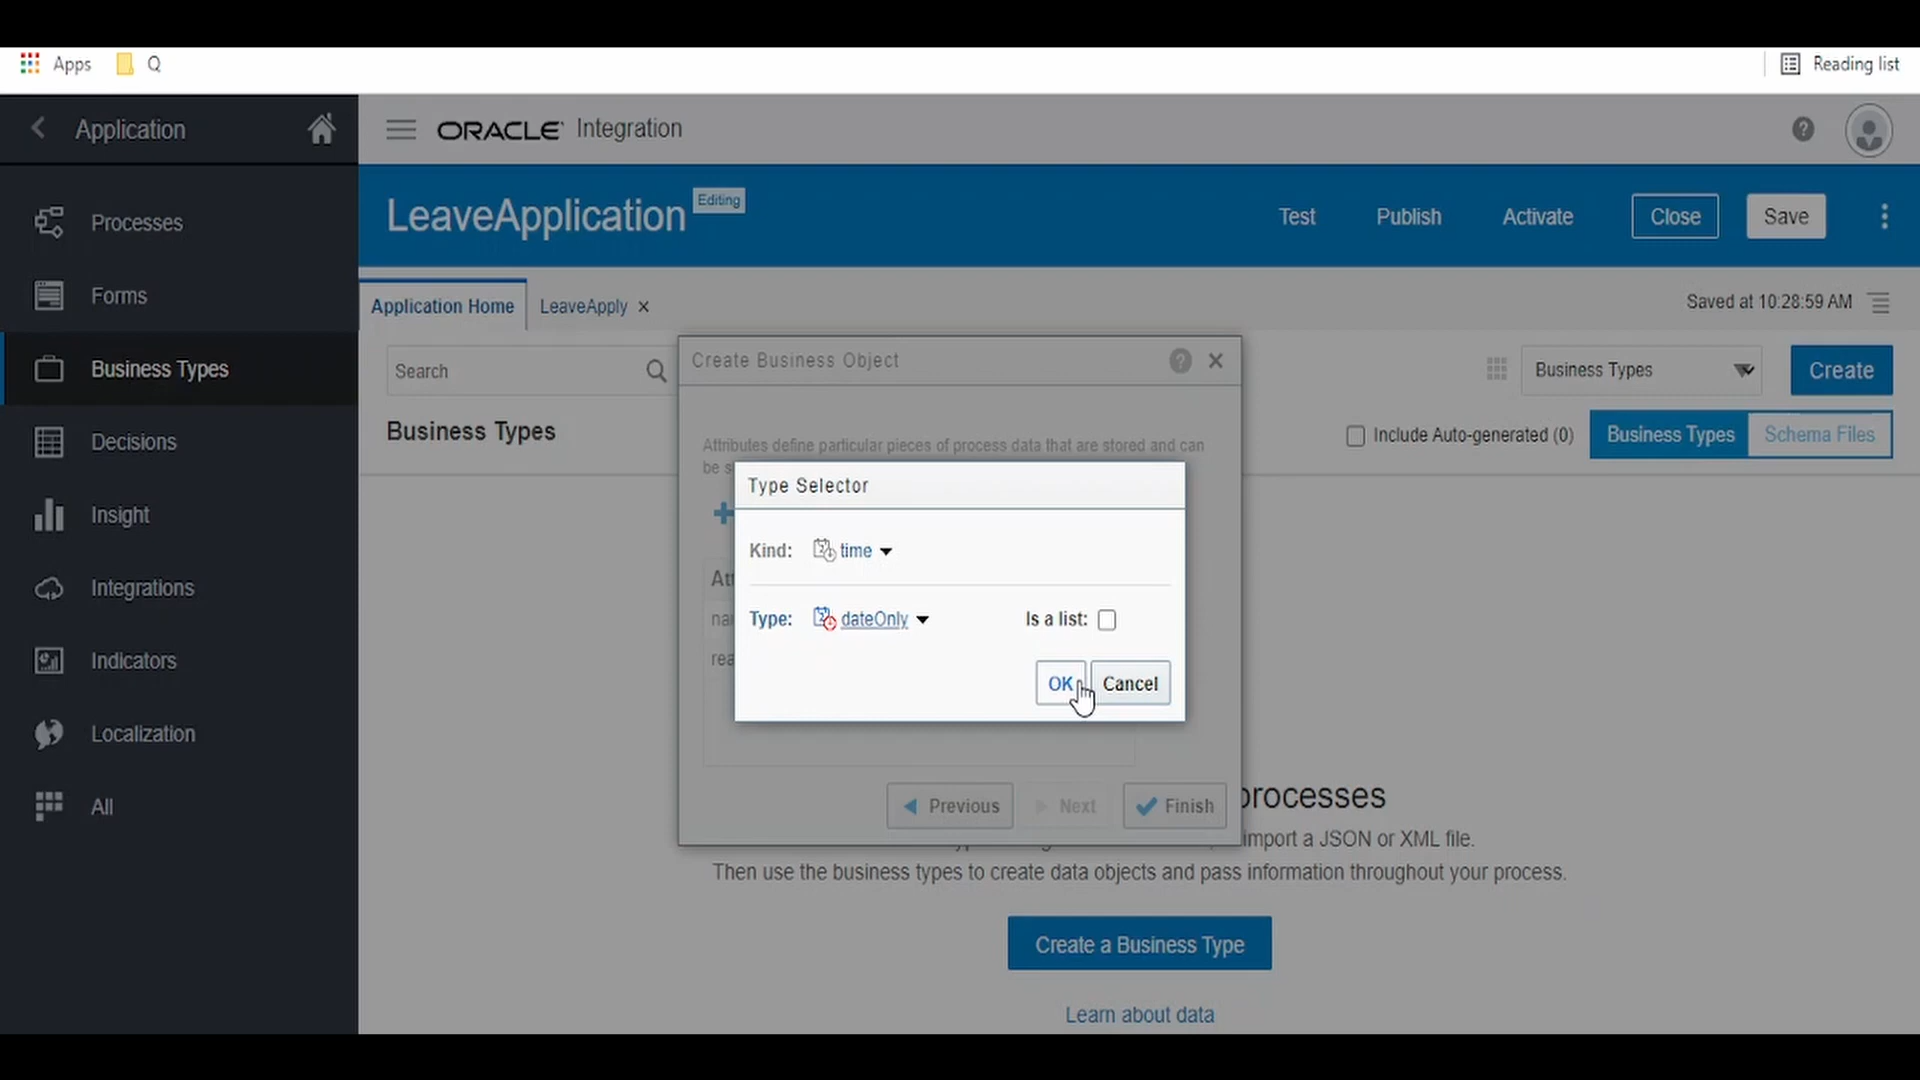 Apps Q Reading list
Application ORACLE Integration
LeaveApplication Editing Test Publish Activate Close Save
Processes
Forms
Business Types
Decisions
Insight
Integrations
Indicators
Localization
All
Application Home LeaveApply × Saved at 10:28:59 AM
Search Create Business Object Business Types Create
Business Types Include Auto-generated (0) Business Types Schema Files
Attributes define particular pieces of process data that are stored and can
be s
Type Selector
Kind: time
Att
na
Type: dateOnly Is a list:
rea
OK Cancel
Previous Next Finish
processes
import a JSON or XML file.
Then use the business types to create data objects and pass information throughout your process.
Create a Business Type
Learn about data